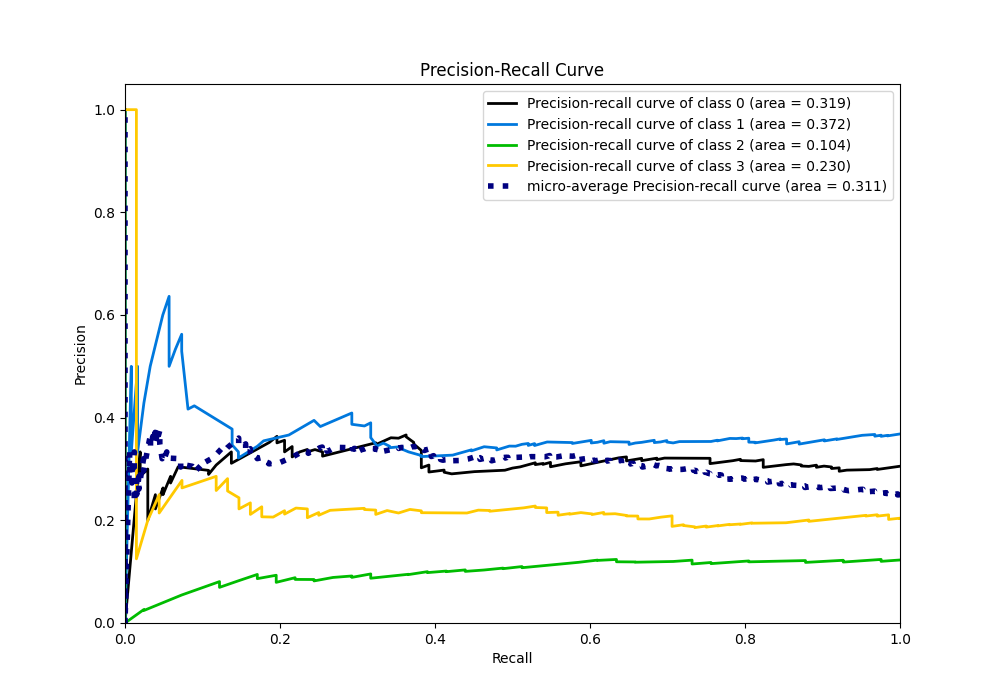 Precision-Recall Curve
Precision-recall curve of class 0 (area = 0.319)
Precision-recall curve of class 1 (area = 0.372)
Precision-recall curve of class 2 (area = 0.104)
Precision-recall curve of class 3 (area = 0.230)
micro-average Precision-recall curve (area = 0.311)
Precision
1.0
0.8
0.6
0.4
0.2
0.0
0.0 0.2 0.4 0.6 0.8 1.0
Recall